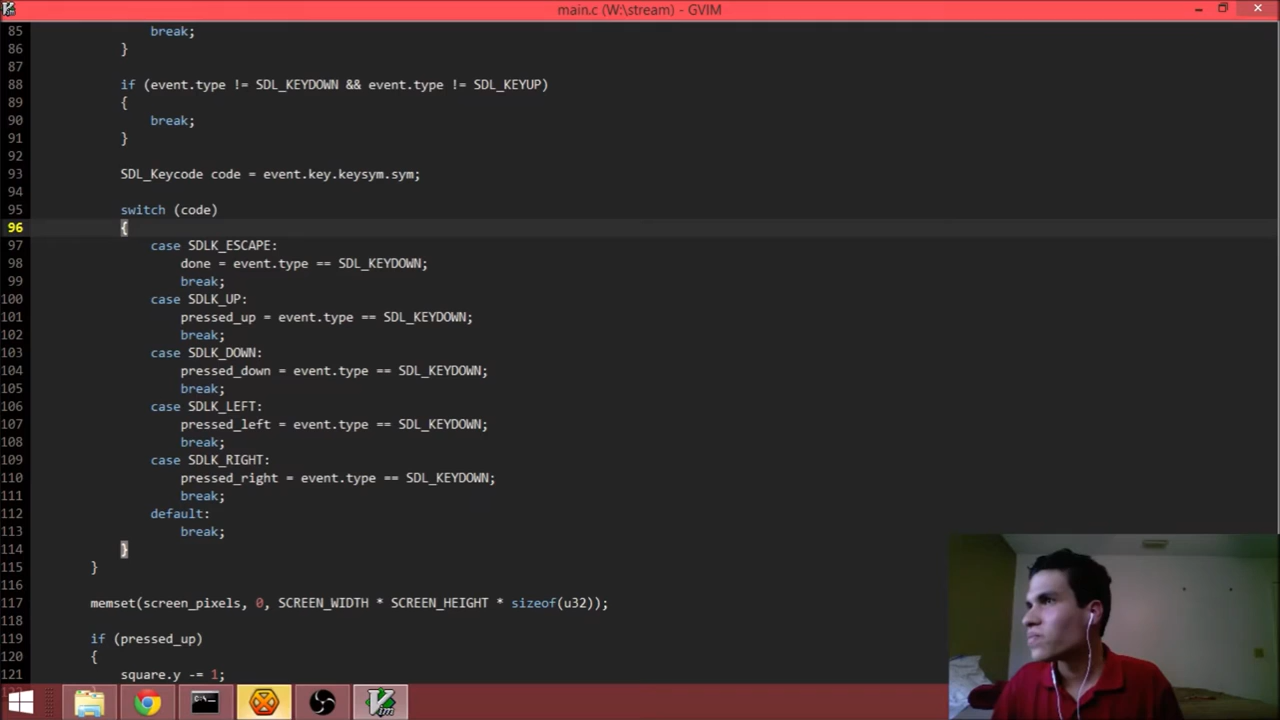 main.c (W:\stream) - GVIM
85 break;
86 }
87
88 if (event.type != SDL_KEYDOWN && event.type != SDL_KEYUP)
89 {
90 break;
91 }
92
93 SDL_Keycode code = event.key.keysym.sym;
94
95 switch (code)
96 {
97 case SDLK_ESCAPE:
98 done = event.type == SDL_KEYDOWN;
99 break;
100 case SDLK_UP:
101 pressed_up = event.type == SDL_KEYDOWN;
102 break;
103 case SDLK_DOWN:
104 pressed_down = event.type == SDL_KEYDOWN;
105 break;
106 case SDLK_LEFT:
107 pressed_left = event.type == SDL_KEYDOWN;
108 break;
109 case SDLK_RIGHT:
110 pressed_right = event.type == SDL_KEYDOWN;
111 break;
112 default:
113 break;
114 }
115 }
116
117 memset(screen_pixels, 0, SCREEN_WIDTH * SCREEN_HEIGHT * sizeof(u32));
118
119 if (pressed_up)
120 {
121 square.y -= 1;